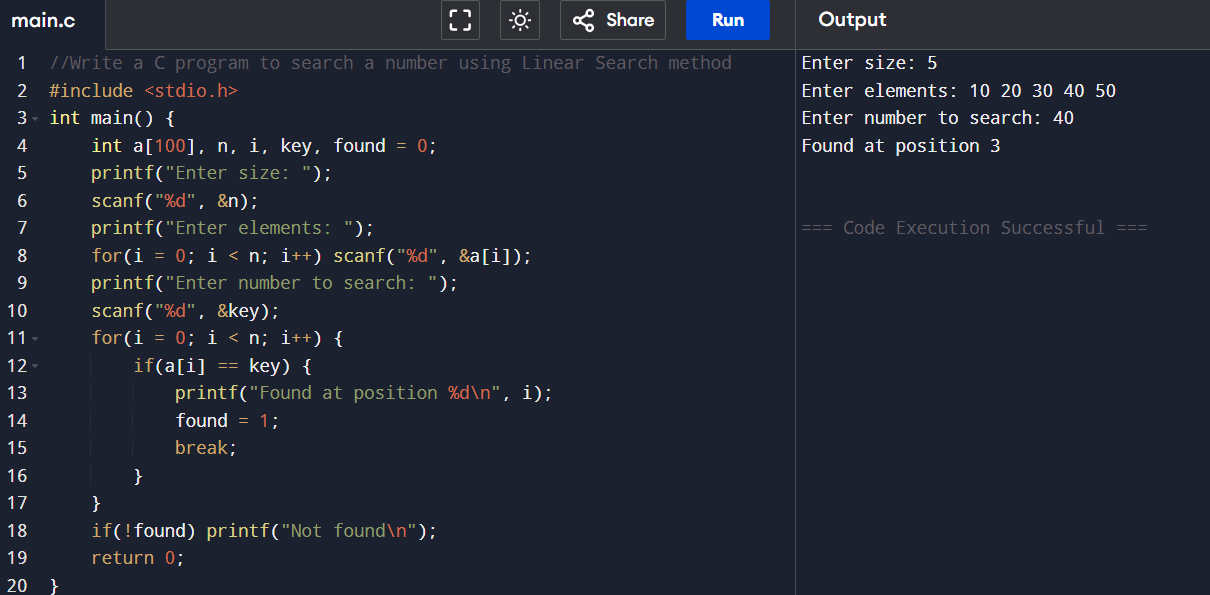 main.c Share Run Output
1 //Write a C program to search a number using Linear Search method
2 #include <stdio.h>
3 int main() {
4     int a[100], n, i, key, found = 0;
5     printf("Enter size: ");
6     scanf("%d", &n);
7     printf("Enter elements: ");
8     for(i = 0; i < n; i++) scanf("%d", &a[i]);
9     printf("Enter number to search: ");
10     scanf("%d", &key);
11     for(i = 0; i < n; i++) {
12         if(a[i] == key) {
13             printf("Found at position %d\n", i);
14             found = 1;
15             break;
16         }
17     }
18     if(!found) printf("Not found\n");
19     return 0;
20 }
Enter size: 5
Enter elements: 10 20 30 40 50
Enter number to search: 40
Found at position 3
=== Code Execution Successful ===